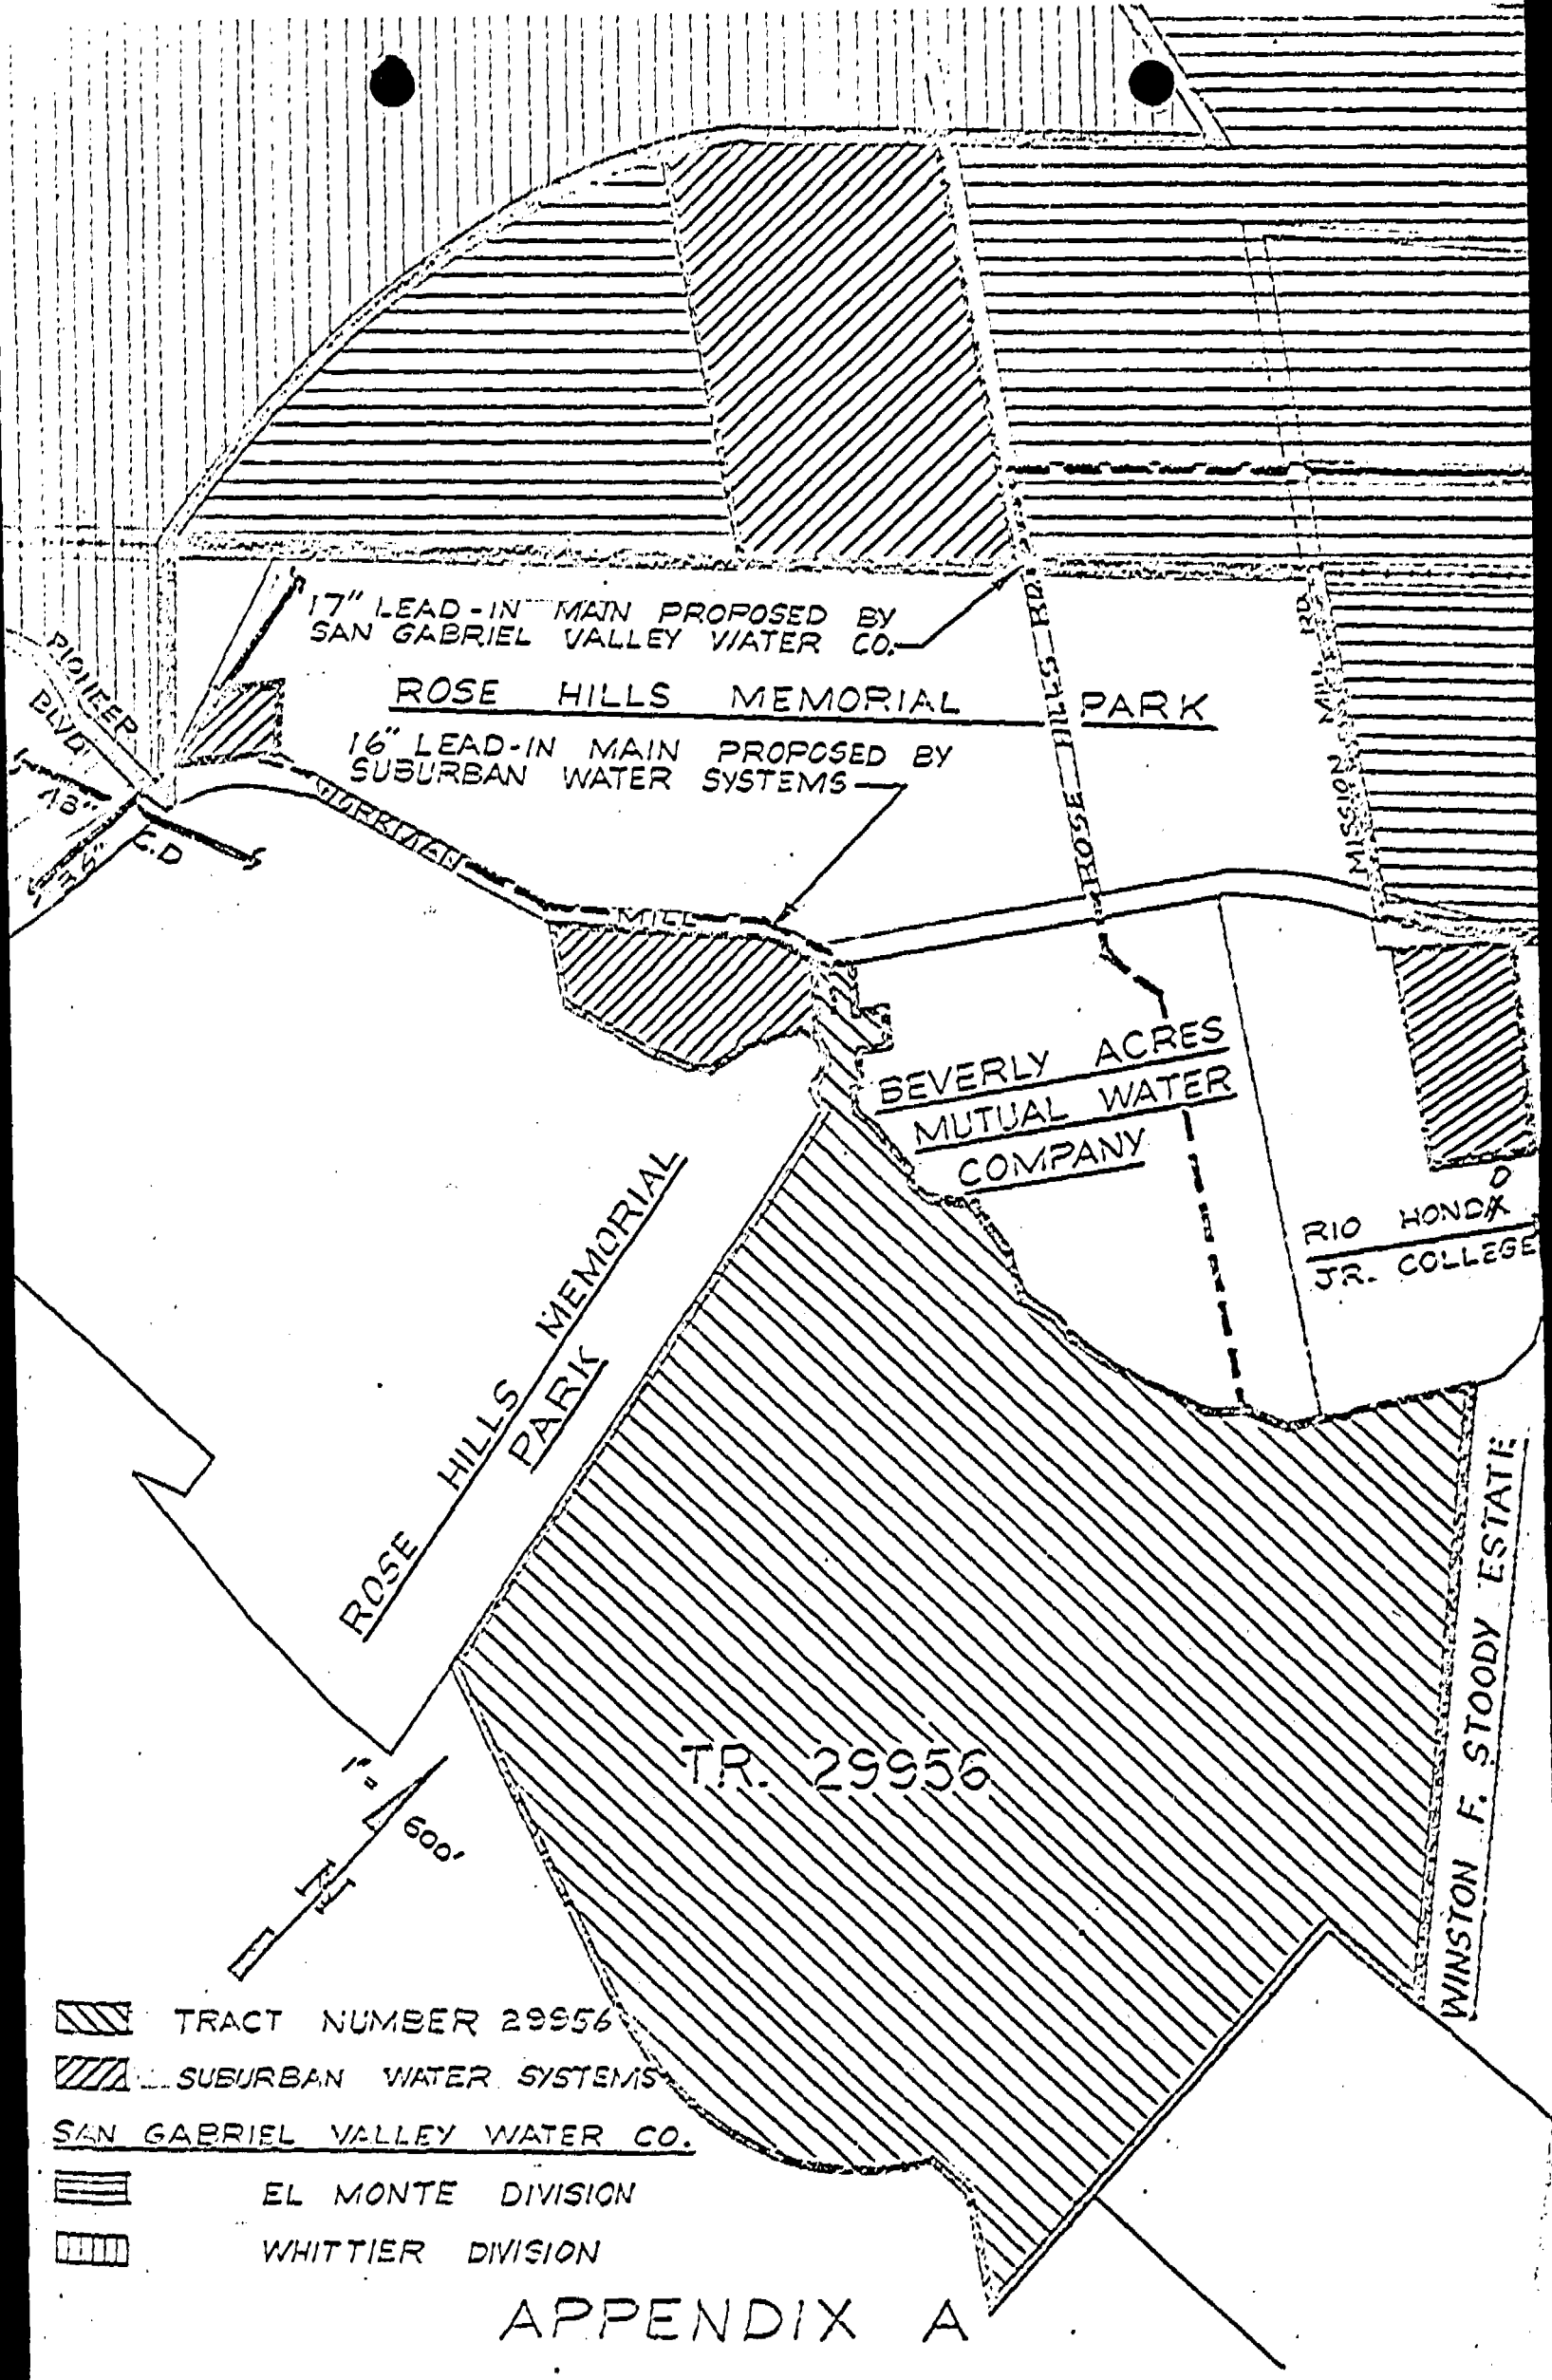 17" LEAD-IN MAIN PROPOSED BY
SAN GABRIEL VALLEY WATER CO.
ROSE HILLS RD.
MISSION MILL RD.
PIONEER
BLVD.
ROSE HILLS MEMORIAL PARK
16" LEAD-IN MAIN PROPOSED BY
SUBURBAN WATER SYSTEMS
WORKMAN MILL
C.D
BEVERLY ACRES
MUTUAL WATER
COMPANY
RIO HONDO
JR. COLLEGE
ROSE HILLS MEMORIAL
PARK
WINSTON F. STOODY ESTATE
TR. 29956
1" = 600'
N
TRACT NUMBER 29956
SUBURBAN WATER SYSTEMS
SAN GABRIEL VALLEY WATER CO.
EL MONTE DIVISION
WHITTIER DIVISION
APPENDIX A